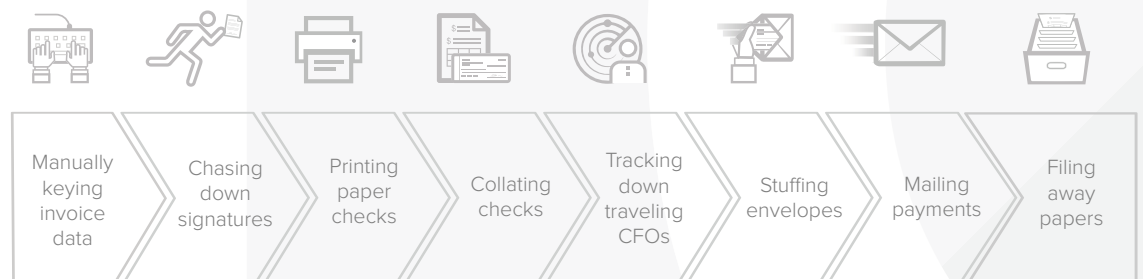 Manually
keying
invoice
data
Chasing
down
signatures
Printing
paper
checks
Collating
checks
Tracking
down
traveling
CFOs
Stuffing
envelopes
Mailing
payments
Filing
away
papers